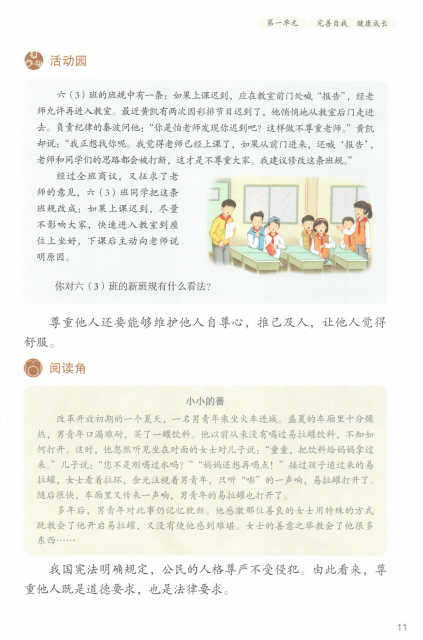 第一单元 完善自我 健康成长
活动园
六（3）班的班规中有一条：如果上课迟到，应在教室前门处喊“报告”，经老
师允许再进入教室。最近黄凯有两次因彩排节目迟到了，他悄悄地从教室后门走进
去。负责纪律的秦波问他：“你是怕老师发现你迟到吧？这样做不尊重老师。”黄凯
却说：“我正想找你呢。我觉得老师已经上课了，如果从前门进来，还喊‘报告’，
老师和同学们的思路都会被打断，这才是不尊重大家。我建议修改这条班规。”
经过全班商议，又征求了老
师的意见，六（3）班同学把这条
班规改成：如果上课迟到，尽量
不影响大家，快速进入教室到座
位上坐好，下课后主动向老师说
明原因。
你对六（3）班的新班规有什么看法？
尊重他人还要能够维护他人自尊心，推己及人，让他人觉得
舒服。
阅读角
小小的善
改革开放初期的一个夏天，一名男青年乘坐火车进城。盛夏的车厢里十分燥
热，男青年口渴难耐，买了一罐饮料。他以前从来没有喝过易拉罐饮料，不知如
何打开。这时，他忽然听见坐在对面的女士对儿子说：“童童，把饮料给妈妈拿过
来。”儿子说：“您不是刚喝过水吗？”“妈妈还想再喝点！”接过孩子递过来的易
拉罐，女士看着拉环，余光注视着男青年，只听“嘭”的一声响，易拉罐打开了。
随后很快，车厢里又传来一声响，男青年的易拉罐也打开了。
多年后，男青年对此事仍记忆犹新。他感激那位善良的女士用特殊的方式
既教会了他开启易拉罐，又没有使他感到难堪。女士的善意之举教会了他很多
东西……
我国宪法明确规定，公民的人格尊严不受侵犯。由此看来，尊
重他人既是道德要求，也是法律要求。
11